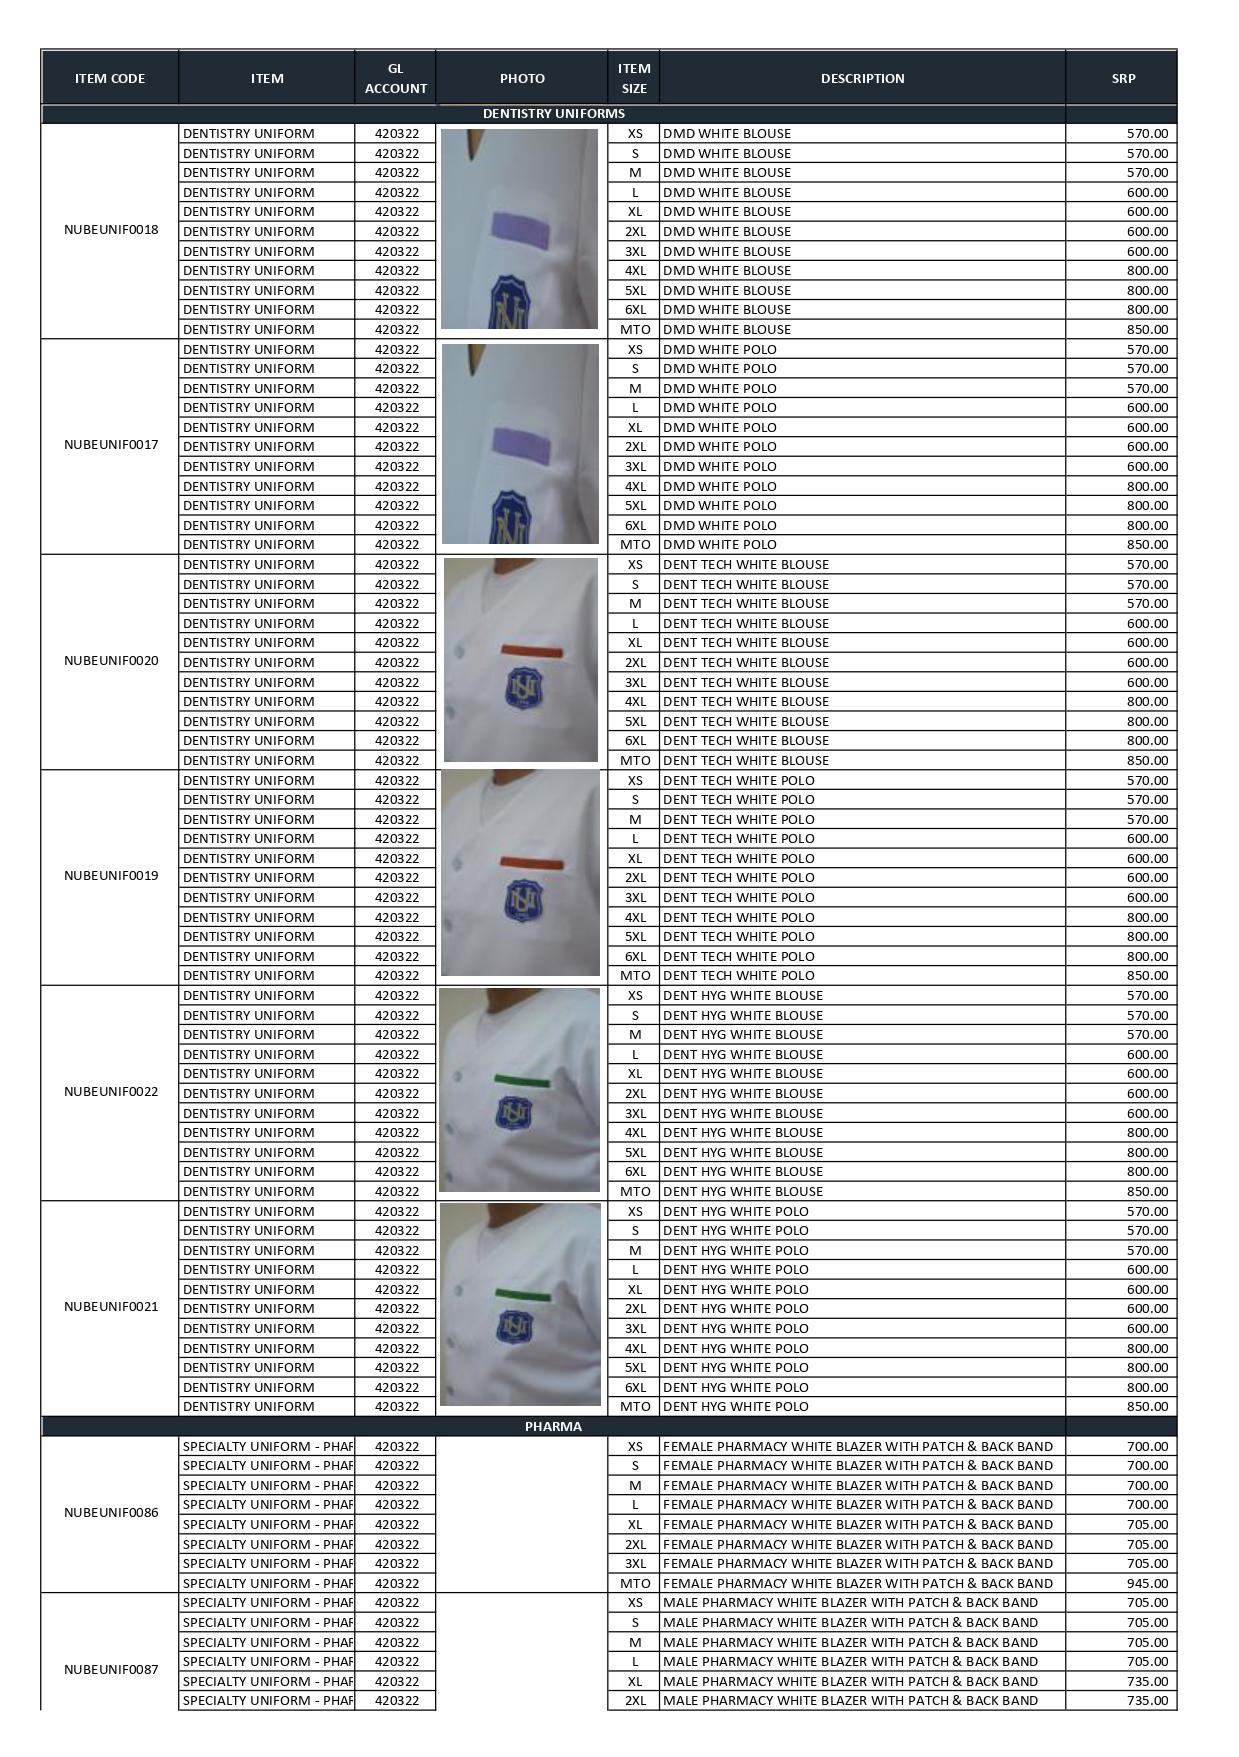 ITEM CODE ITEM GL ACCOUNT PHOTO ITEM SIZE DESCRIPTION SRP
DENTISTRY UNIFORMS
NUBEUNIF0018
DENTISTRY UNIFORM 420322 XS DMD WHITE BLOUSE 570.00
DENTISTRY UNIFORM 420322 S DMD WHITE BLOUSE 570.00
DENTISTRY UNIFORM 420322 M DMD WHITE BLOUSE 570.00
DENTISTRY UNIFORM 420322 L DMD WHITE BLOUSE 600.00
DENTISTRY UNIFORM 420322 XL DMD WHITE BLOUSE 600.00
DENTISTRY UNIFORM 420322 2XL DMD WHITE BLOUSE 600.00
DENTISTRY UNIFORM 420322 3XL DMD WHITE BLOUSE 600.00
DENTISTRY UNIFORM 420322 4XL DMD WHITE BLOUSE 800.00
DENTISTRY UNIFORM 420322 5XL DMD WHITE BLOUSE 800.00
DENTISTRY UNIFORM 420322 6XL DMD WHITE BLOUSE 800.00
DENTISTRY UNIFORM 420322 MTO DMD WHITE BLOUSE 850.00
NUBEUNIF0017
DENTISTRY UNIFORM 420322 XS DMD WHITE POLO 570.00
DENTISTRY UNIFORM 420322 S DMD WHITE POLO 570.00
DENTISTRY UNIFORM 420322 M DMD WHITE POLO 570.00
DENTISTRY UNIFORM 420322 L DMD WHITE POLO 600.00
DENTISTRY UNIFORM 420322 XL DMD WHITE POLO 600.00
DENTISTRY UNIFORM 420322 2XL DMD WHITE POLO 600.00
DENTISTRY UNIFORM 420322 3XL DMD WHITE POLO 600.00
DENTISTRY UNIFORM 420322 4XL DMD WHITE POLO 800.00
DENTISTRY UNIFORM 420322 5XL DMD WHITE POLO 800.00
DENTISTRY UNIFORM 420322 6XL DMD WHITE POLO 800.00
DENTISTRY UNIFORM 420322 MTO DMD WHITE POLO 850.00
NUBEUNIF0020
DENTISTRY UNIFORM 420322 XS DENT TECH WHITE BLOUSE 570.00
DENTISTRY UNIFORM 420322 S DENT TECH WHITE BLOUSE 570.00
DENTISTRY UNIFORM 420322 M DENT TECH WHITE BLOUSE 570.00
DENTISTRY UNIFORM 420322 L DENT TECH WHITE BLOUSE 600.00
DENTISTRY UNIFORM 420322 XL DENT TECH WHITE BLOUSE 600.00
DENTISTRY UNIFORM 420322 2XL DENT TECH WHITE BLOUSE 600.00
DENTISTRY UNIFORM 420322 3XL DENT TECH WHITE BLOUSE 600.00
DENTISTRY UNIFORM 420322 4XL DENT TECH WHITE BLOUSE 800.00
DENTISTRY UNIFORM 420322 5XL DENT TECH WHITE BLOUSE 800.00
DENTISTRY UNIFORM 420322 6XL DENT TECH WHITE BLOUSE 800.00
DENTISTRY UNIFORM 420322 MTO DENT TECH WHITE BLOUSE 850.00
NUBEUNIF0019
DENTISTRY UNIFORM 420322 XS DENT TECH WHITE POLO 570.00
DENTISTRY UNIFORM 420322 S DENT TECH WHITE POLO 570.00
DENTISTRY UNIFORM 420322 M DENT TECH WHITE POLO 570.00
DENTISTRY UNIFORM 420322 L DENT TECH WHITE POLO 600.00
DENTISTRY UNIFORM 420322 XL DENT TECH WHITE POLO 600.00
DENTISTRY UNIFORM 420322 2XL DENT TECH WHITE POLO 600.00
DENTISTRY UNIFORM 420322 3XL DENT TECH WHITE POLO 600.00
DENTISTRY UNIFORM 420322 4XL DENT TECH WHITE POLO 800.00
DENTISTRY UNIFORM 420322 5XL DENT TECH WHITE POLO 800.00
DENTISTRY UNIFORM 420322 6XL DENT TECH WHITE POLO 800.00
DENTISTRY UNIFORM 420322 MTO DENT TECH WHITE POLO 850.00
NUBEUNIF0022
DENTISTRY UNIFORM 420322 XS DENT HYG WHITE BLOUSE 570.00
DENTISTRY UNIFORM 420322 S DENT HYG WHITE BLOUSE 570.00
DENTISTRY UNIFORM 420322 M DENT HYG WHITE BLOUSE 570.00
DENTISTRY UNIFORM 420322 L DENT HYG WHITE BLOUSE 600.00
DENTISTRY UNIFORM 420322 XL DENT HYG WHITE BLOUSE 600.00
DENTISTRY UNIFORM 420322 2XL DENT HYG WHITE BLOUSE 600.00
DENTISTRY UNIFORM 420322 3XL DENT HYG WHITE BLOUSE 600.00
DENTISTRY UNIFORM 420322 4XL DENT HYG WHITE BLOUSE 800.00
DENTISTRY UNIFORM 420322 5XL DENT HYG WHITE BLOUSE 800.00
DENTISTRY UNIFORM 420322 6XL DENT HYG WHITE BLOUSE 800.00
DENTISTRY UNIFORM 420322 MTO DENT HYG WHITE BLOUSE 850.00
NUBEUNIF0021
DENTISTRY UNIFORM 420322 XS DENT HYG WHITE POLO 570.00
DENTISTRY UNIFORM 420322 S DENT HYG WHITE POLO 570.00
DENTISTRY UNIFORM 420322 M DENT HYG WHITE POLO 570.00
DENTISTRY UNIFORM 420322 L DENT HYG WHITE POLO 600.00
DENTISTRY UNIFORM 420322 XL DENT HYG WHITE POLO 600.00
DENTISTRY UNIFORM 420322 2XL DENT HYG WHITE POLO 600.00
DENTISTRY UNIFORM 420322 3XL DENT HYG WHITE POLO 600.00
DENTISTRY UNIFORM 420322 4XL DENT HYG WHITE POLO 800.00
DENTISTRY UNIFORM 420322 5XL DENT HYG WHITE POLO 800.00
DENTISTRY UNIFORM 420322 6XL DENT HYG WHITE POLO 800.00
DENTISTRY UNIFORM 420322 MTO DENT HYG WHITE POLO 850.00
PHARMA
NUBEUNIF0086
SPECIALTY UNIFORM - PHAR 420322 XS FEMALE PHARMACY WHITE BLAZER WITH PATCH & BACK BAND 700.00
SPECIALTY UNIFORM - PHAR 420322 S FEMALE PHARMACY WHITE BLAZER WITH PATCH & BACK BAND 700.00
SPECIALTY UNIFORM - PHAR 420322 M FEMALE PHARMACY WHITE BLAZER WITH PATCH & BACK BAND 700.00
SPECIALTY UNIFORM - PHAR 420322 L FEMALE PHARMACY WHITE BLAZER WITH PATCH & BACK BAND 700.00
SPECIALTY UNIFORM - PHAR 420322 XL FEMALE PHARMACY WHITE BLAZER WITH PATCH & BACK BAND 705.00
SPECIALTY UNIFORM - PHAR 420322 2XL FEMALE PHARMACY WHITE BLAZER WITH PATCH & BACK BAND 705.00
SPECIALTY UNIFORM - PHAR 420322 3XL FEMALE PHARMACY WHITE BLAZER WITH PATCH & BACK BAND 705.00
SPECIALTY UNIFORM - PHAR 420322 MTO FEMALE PHARMACY WHITE BLAZER WITH PATCH & BACK BAND 945.00
NUBEUNIF0087
SPECIALTY UNIFORM - PHAR 420322 XS MALE PHARMACY WHITE BLAZER WITH PATCH & BACK BAND 705.00
SPECIALTY UNIFORM - PHAR 420322 S MALE PHARMACY WHITE BLAZER WITH PATCH & BACK BAND 705.00
SPECIALTY UNIFORM - PHAR 420322 M MALE PHARMACY WHITE BLAZER WITH PATCH & BACK BAND 705.00
SPECIALTY UNIFORM - PHAR 420322 L MALE PHARMACY WHITE BLAZER WITH PATCH & BACK BAND 705.00
SPECIALTY UNIFORM - PHAR 420322 XL MALE PHARMACY WHITE BLAZER WITH PATCH & BACK BAND 735.00
SPECIALTY UNIFORM - PHAR 420322 2XL MALE PHARMACY WHITE BLAZER WITH PATCH & BACK BAND 735.00